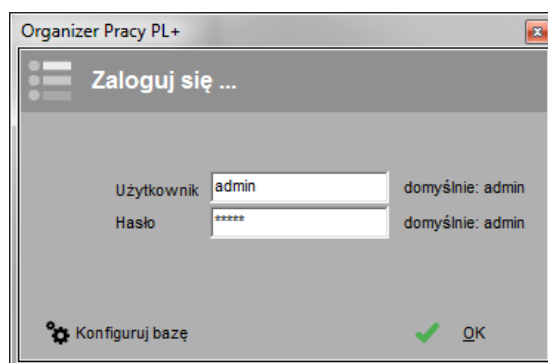 Organizer Pracy PL+
Zaloguj się ...
Użytkownik admin domyślnie: admin
Hasło ***** domyślnie: admin
Konfiguruj bazę OK